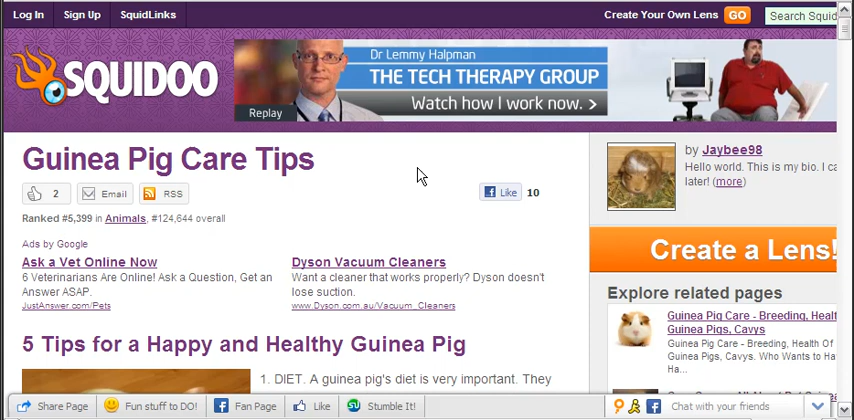 Log In Sign Up SquidLinks Create Your Own Lens GO Search Squid
SQUIDOO
Dr Lemmy Halpman
THE TECH THERAPY GROUP
Watch how I work now. >
Replay
Guinea Pig Care Tips
2 Email RSS Like 10
Ranked #5,399 in Animals, #124,644 overall
Ads by Google
Ask a Vet Online Now
6 Veterinarians Are Online! Ask a Question, Get an
Answer ASAP.
JustAnswer.com/Pets
Dyson Vacuum Cleaners
Want a cleaner that works properly? Dyson doesn't
lose suction.
www.Dyson.com.au/Vacuum_Cleaners
5 Tips for a Happy and Healthy Guinea Pig
1. DIET. A guinea pig's diet is very important. They
by Jaybee98
Hello world. This is my bio. I ca
later! (more)
Create a Lens!
Explore related pages
Guinea Pig Care - Breeding, Healt
Guinea Pigs, Cavys
Guinea Pig Care - Breeding, Health Of
Guinea Pigs, Cavys. Who Wants to Ha
Ha...
Share Page Fun stuff to DO! Fan Page Like Stumble It! Chat with your friends